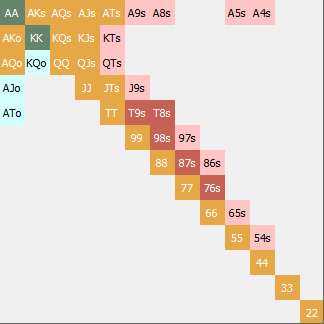 AA AKs AQs AJs ATs A9s A8s A5s A4s
AKo KK KQs KJs KTs
AQo KQo QQ QJs QTs
AJo JJ JTs J9s
ATo TT T9s T8s
99 98s 97s
88 87s 86s
77 76s
66 65s
55 54s
44
33
22